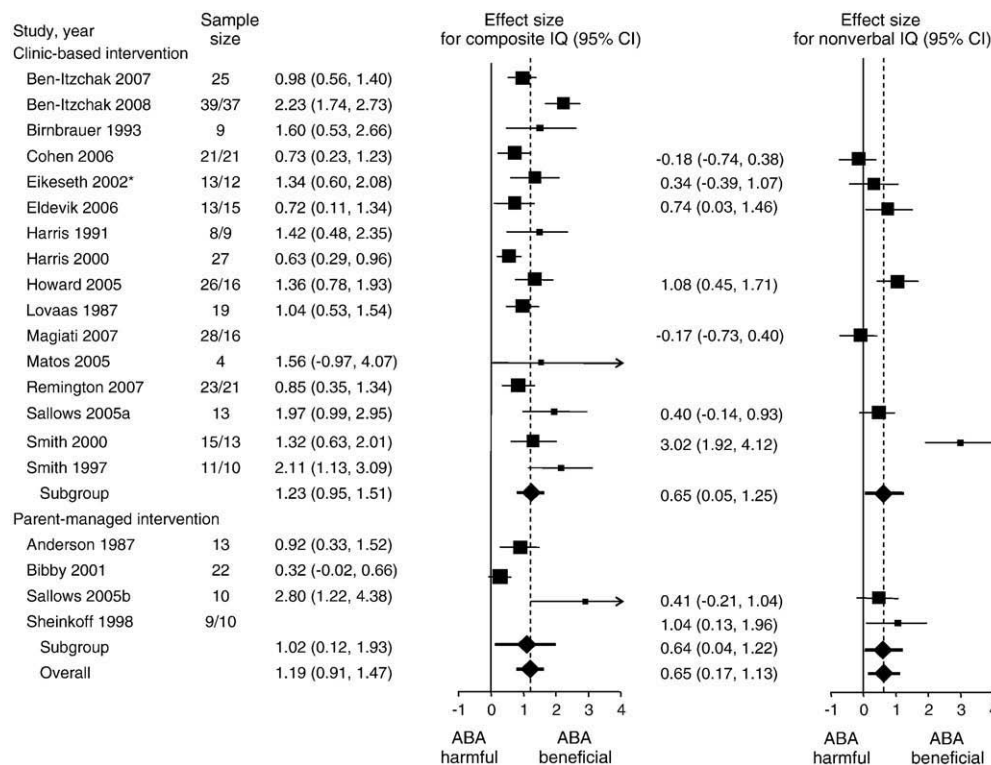 Study, year Sample size Effect size for composite IQ (95% CI) Effect size for nonverbal IQ (95% CI)
Clinic-based intervention
Ben-Itzchak 2007 25 0.98 (0.56, 1.40)
Ben-Itzchak 2008 39/37 2.23 (1.74, 2.73)
Birnbrauer 1993 9 1.60 (0.53, 2.66)
Cohen 2006 21/21 0.73 (0.23, 1.23) -0.18 (-0.74, 0.38)
Eikeseth 2002* 13/12 1.34 (0.60, 2.08) 0.34 (-0.39, 1.07)
Eldevik 2006 13/15 0.72 (0.11, 1.34) 0.74 (0.03, 1.46)
Harris 1991 8/9 1.42 (0.48, 2.35)
Harris 2000 27 0.63 (0.29, 0.96)
Howard 2005 26/16 1.36 (0.78, 1.93) 1.08 (0.45, 1.71)
Lovaas 1987 19 1.04 (0.53, 1.54)
Magiati 2007 28/16 -0.17 (-0.73, 0.40)
Matos 2005 4 1.56 (-0.97, 4.07)
Remington 2007 23/21 0.85 (0.35, 1.34)
Sallows 2005a 13 1.97 (0.99, 2.95) 0.40 (-0.14, 0.93)
Smith 2000 15/13 1.32 (0.63, 2.01) 3.02 (1.92, 4.12)
Smith 1997 11/10 2.11 (1.13, 3.09)
Subgroup 1.23 (0.95, 1.51) 0.65 (0.05, 1.25)
Parent-managed intervention
Anderson 1987 13 0.92 (0.33, 1.52)
Bibby 2001 22 0.32 (-0.02, 0.66)
Sallows 2005b 10 2.80 (1.22, 4.38) 0.41 (-0.21, 1.04)
Sheinkoff 1998 9/10 1.04 (0.13, 1.96)
Subgroup 1.02 (0.12, 1.93) 0.64 (0.04, 1.22)
Overall 1.19 (0.91, 1.47) 0.65 (0.17, 1.13)
-1 0 1 2 3 4 -1 0 1 2 3 4
ABA harmful ABA beneficial ABA harmful ABA beneficial